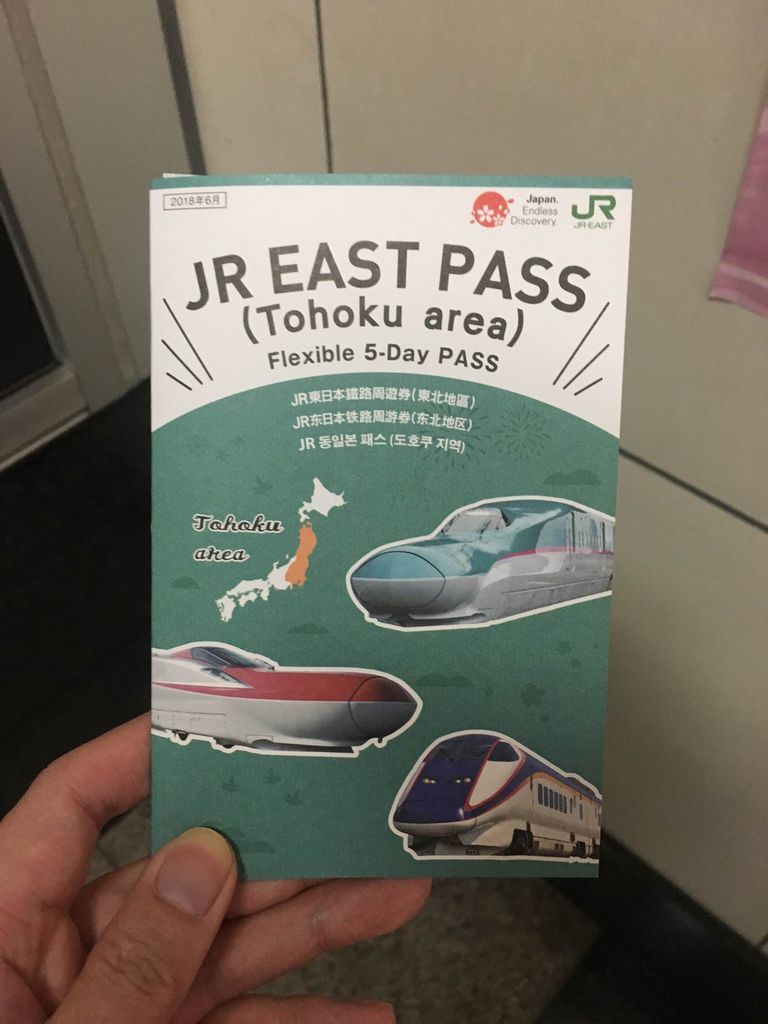 2018年6月
Japan.
Endless
Discovery.
JR
JR-EAST
JR EAST PASS
(Tohoku area)
Flexible 5-Day PASS
JR東日本鐵路周遊券(東北地區)
JR东日本铁路周游券(东北地区)
JR 동일본 패스 (도호쿠 지역)
Tohoku
area